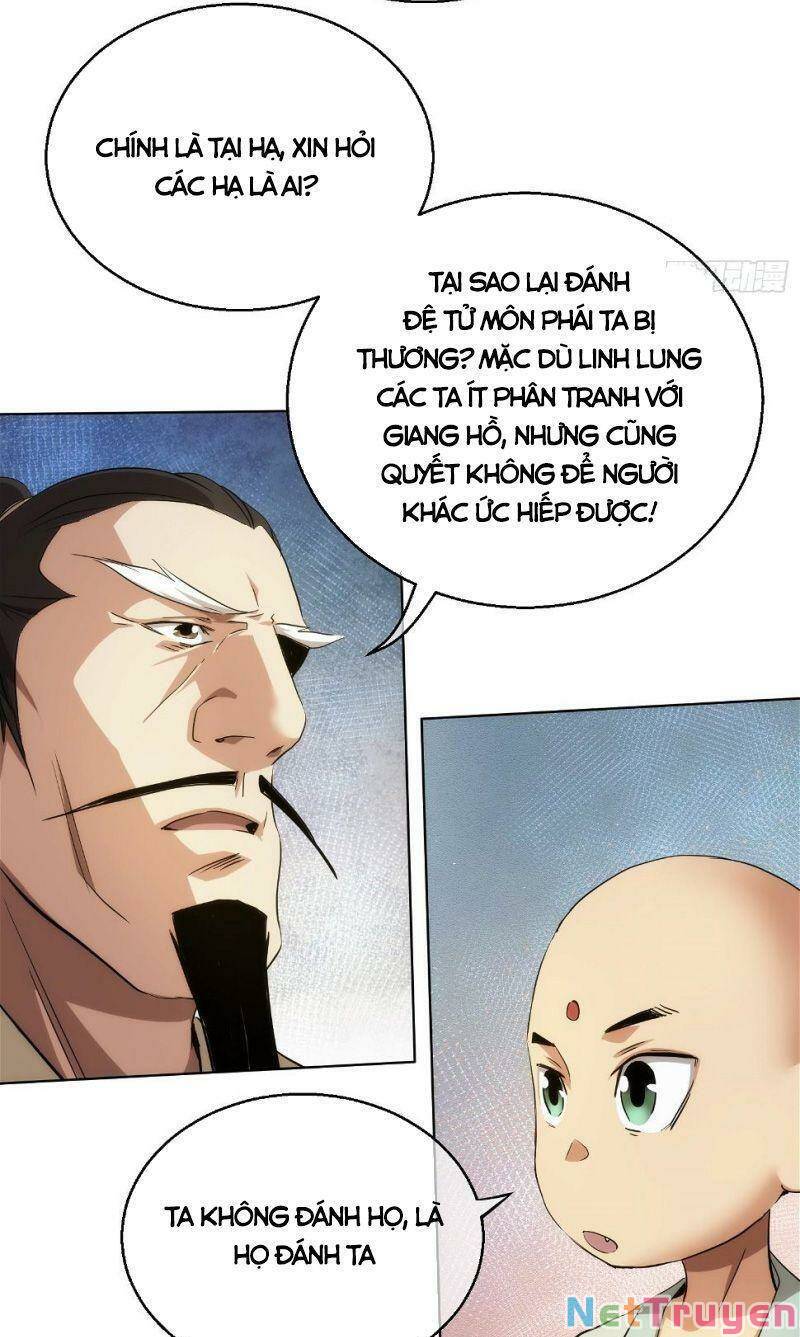 CHÍNH LÀ TẠI HẠ, XIN HỎI
CÁC HẠ LÀ AI?
TẠI SAO LẠI ĐÁNH
ĐỆ TỬ MÔN PHÁI TA BỊ
THƯƠNG? MẶC DÙ LINH LUNG
CÁC TA ÍT PHÂN TRANH VỚI
GIANG HỒ, NHƯNG CŨNG
QUYẾT KHÔNG ĐỂ NGƯỜI
KHÁC ỨC HIẾP ĐƯỢC!
TA KHÔNG ĐÁNH HỌ, LÀ
HỌ ĐÁNH TA
NetTruyen